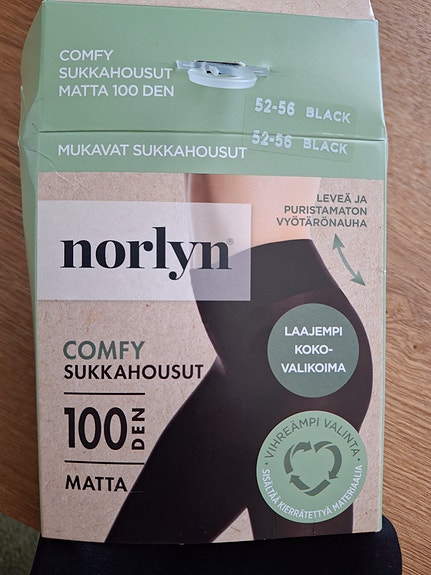 COMFY
SUKKAHOUSUT
MATTA 100 DEN
52-56 BLACK
52-56 BLACK
MUKAVAT SUKKAHOUSUT
LEVEÄ JA
PURISTAMATON
VYÖTÄRÖNAUHA
norlyn®
LAAJEMPI
KOKO-
VALIKOIMA
COMFY
SUKKAHOUSUT
100 DEN
MATTA
• VIHREÄMPI VALINTA •
SISÄLTÄÄ KIERRÄTETTYÄ MATERIAALIA